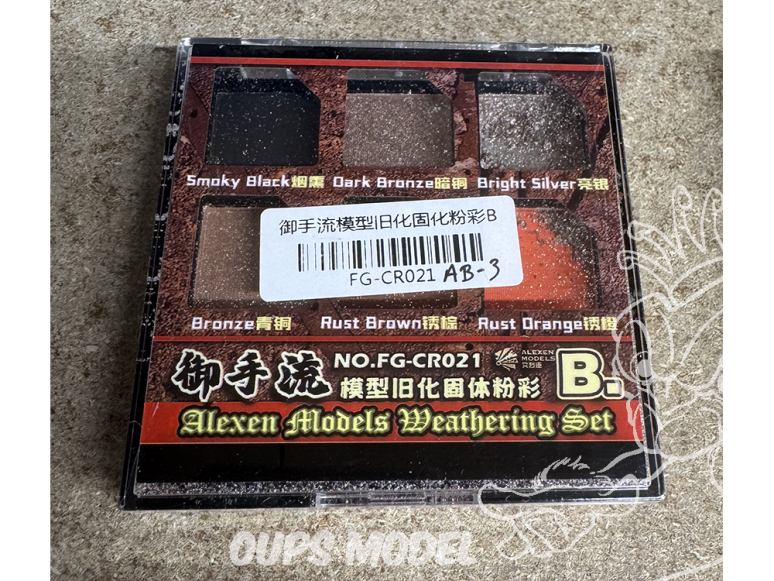 Smoky Black烟熏 Dark Bronze暗铜 Bright Silver亮银
御手流模型旧化固化粉彩B
FG-CR021 AB-3
Bronze青铜 Rust Brown锈棕 Rust Orange锈橙
御手流 NO.FG-CR021 ALEXEN MODELS B.
模型旧化固体粉彩
Alexen Models Weathering Set
OUPS MODEL